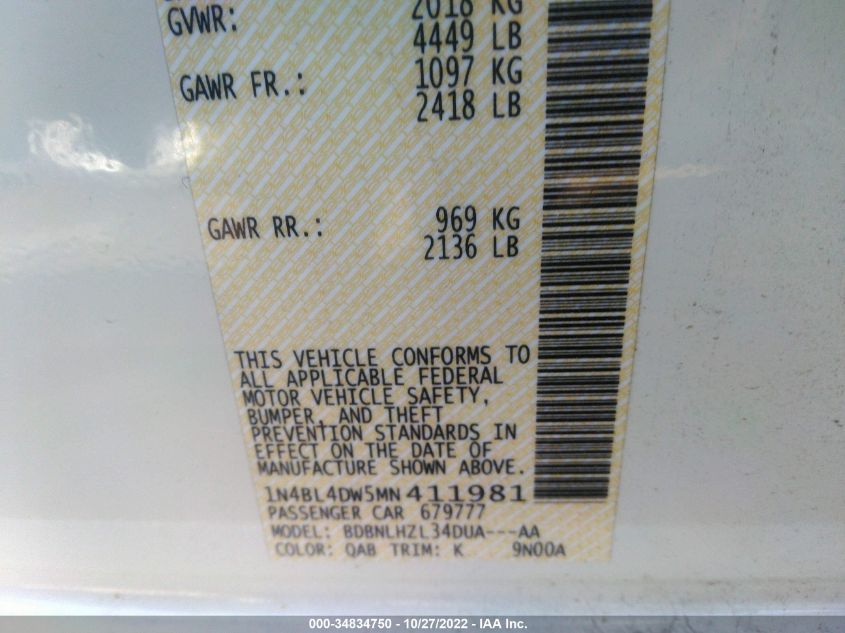 GVWR: 2018 KG
4449 LB
GAWR FR.: 1097 KG
2418 LB
GAWR RR.: 969 KG
2136 LB
THIS VEHICLE CONFORMS TO
ALL APPLICABLE FEDERAL
MOTOR VEHICLE SAFETY,
BUMPER, AND THEFT
PREVENTION STANDARDS IN
EFFECT ON THE DATE OF
MANUFACTURE SHOWN ABOVE.
1N4BL4DW5MN411981
PASSENGER CAR 679777
MODEL: BDBNLHZL34DUA---AA
COLOR: QAB TRIM: K 9N00A
000-34834750 - 10/27/2022 - IAA Inc.